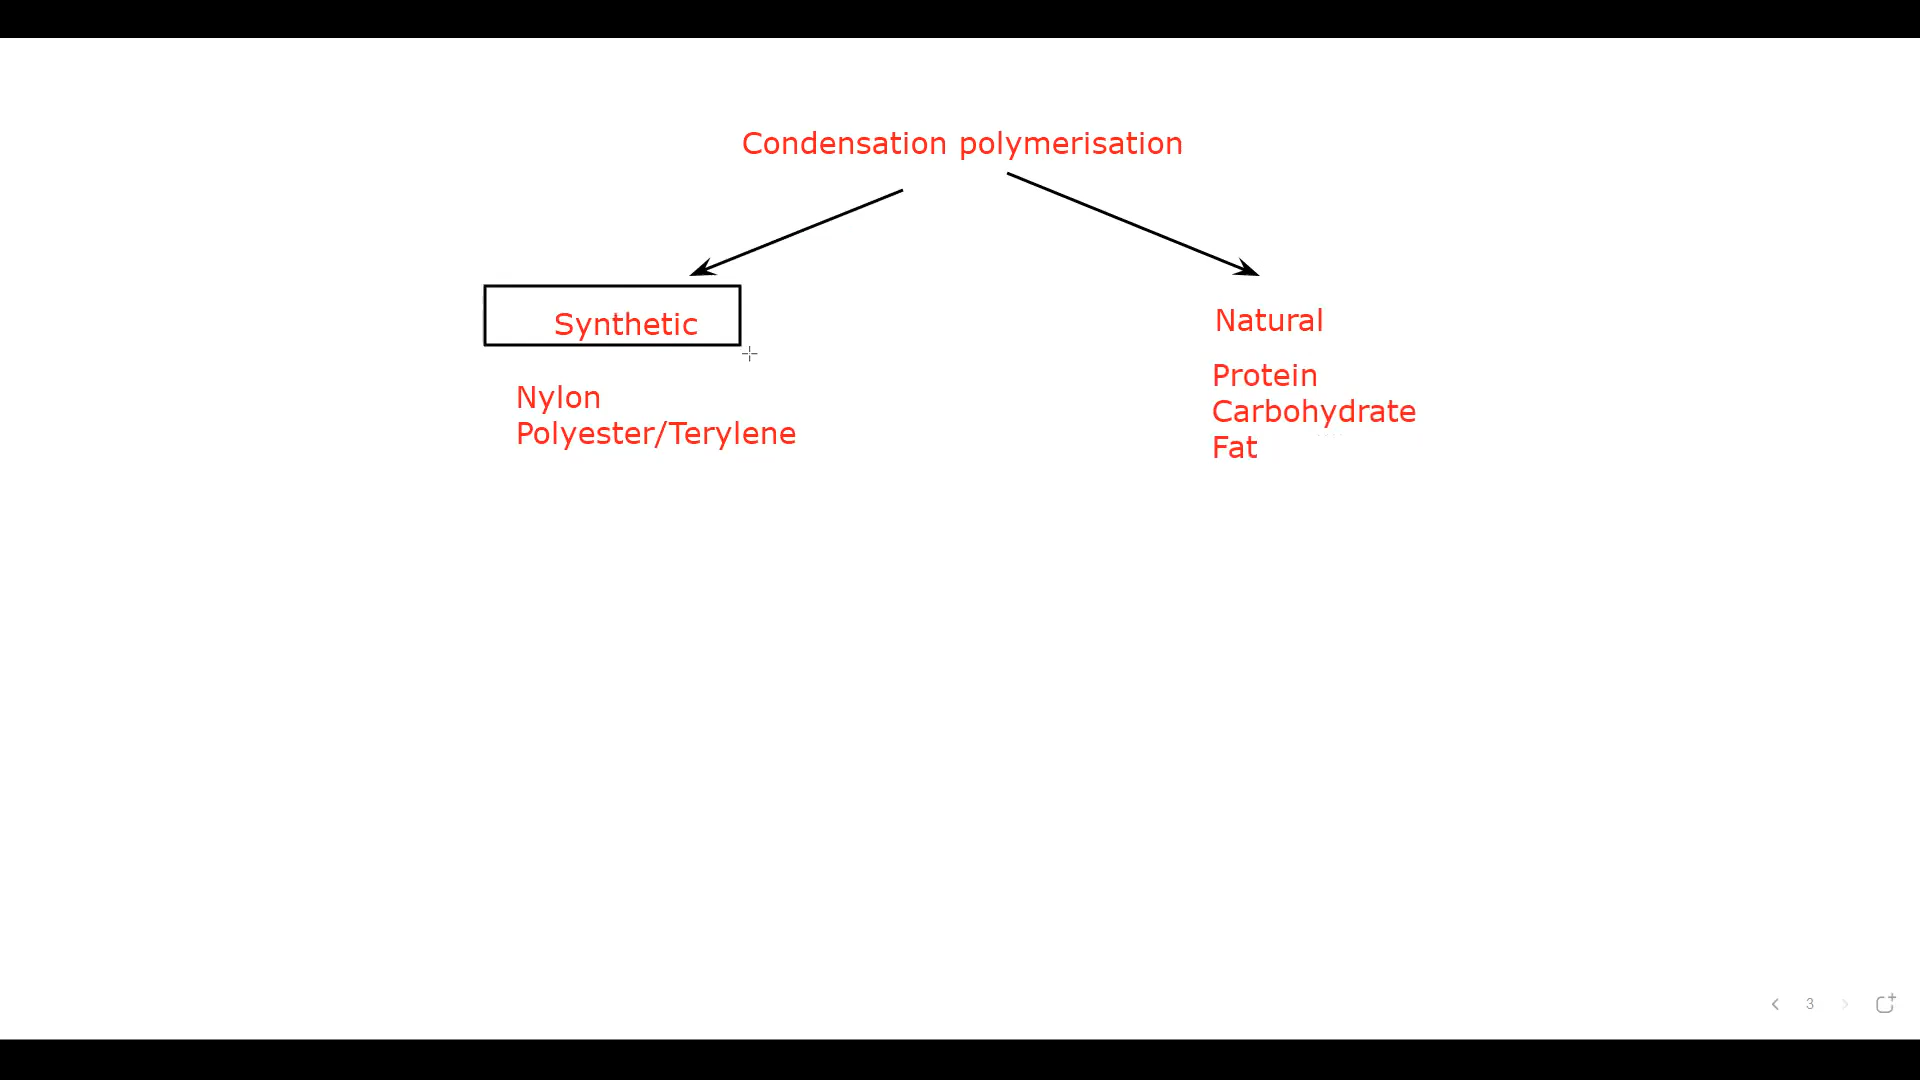 Condensation polymerisation
Synthetic
Nylon
Polyester/Terylene
Natural
Protein
Carbohydrate
Fat
3